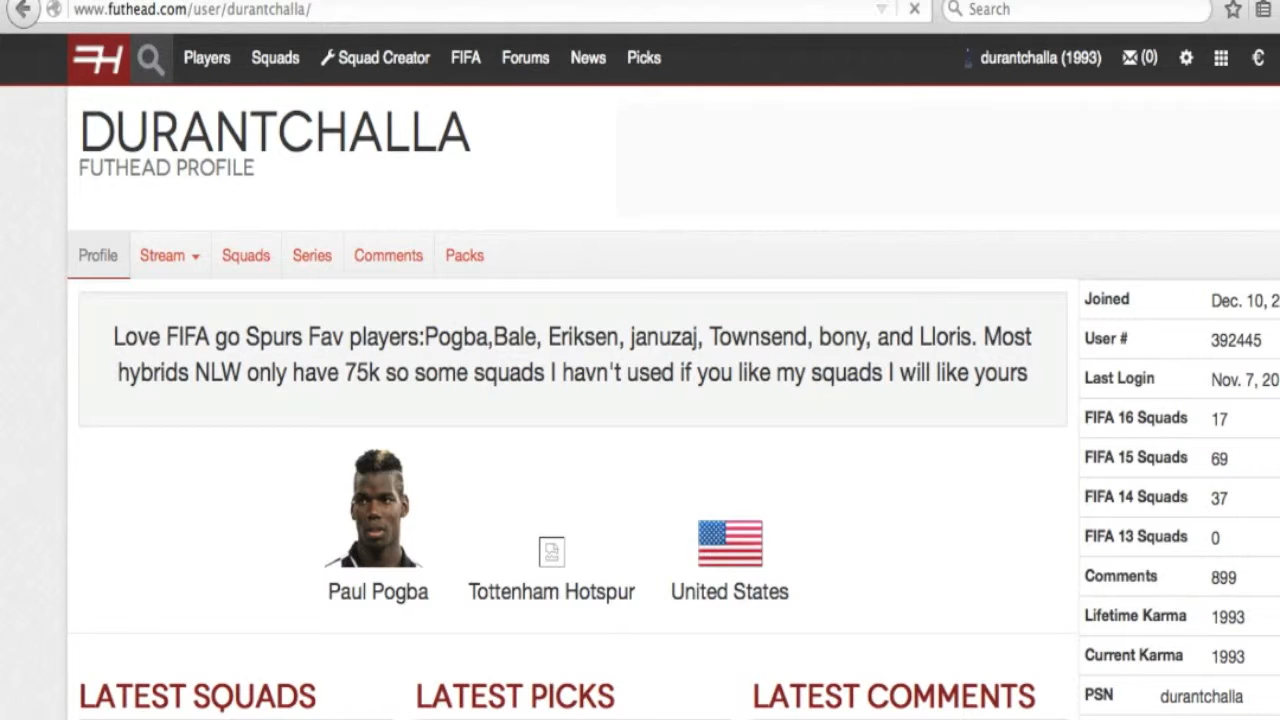 www.futhead.com/user/durantchalla/
Search
FH
Players Squads Squad Creator FIFA Forums News Picks
durantchalla (1993) (0) €
DURANTCHALLA
FUTHEAD PROFILE
Profile Stream Squads Series Comments Packs
Love FIFA go Spurs Fav players:Pogba,Bale, Eriksen, januzaj, Townsend, bony, and Lloris. Most
hybrids NLW only have 75k so some squads I havn't used if you like my squads I will like yours
Paul Pogba
Tottenham Hotspur
United States
LATEST SQUADS
LATEST PICKS
LATEST COMMENTS
Joined Dec. 10, 2
User # 392445
Last Login Nov. 7, 20
FIFA 16 Squads 17
FIFA 15 Squads 69
FIFA 14 Squads 37
FIFA 13 Squads 0
Comments 899
Lifetime Karma 1993
Current Karma 1993
PSN durantchalla